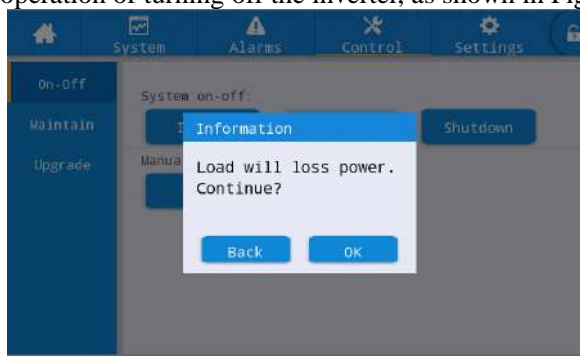 operation of turning off the inverter, as shown in Fig
System Alarms Control Settings
On-Off
System on-off:
Maintain
Information
Shutdown
Upgrade
Manua
Load will loss power.
Continue?
Back OK